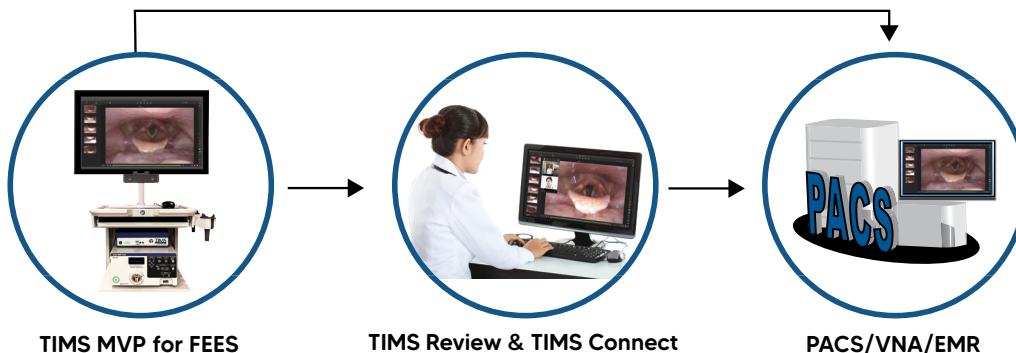 PACS
TIMS MVP for FEES
TIMS Review & TIMS Connect
PACS/VNA/EMR